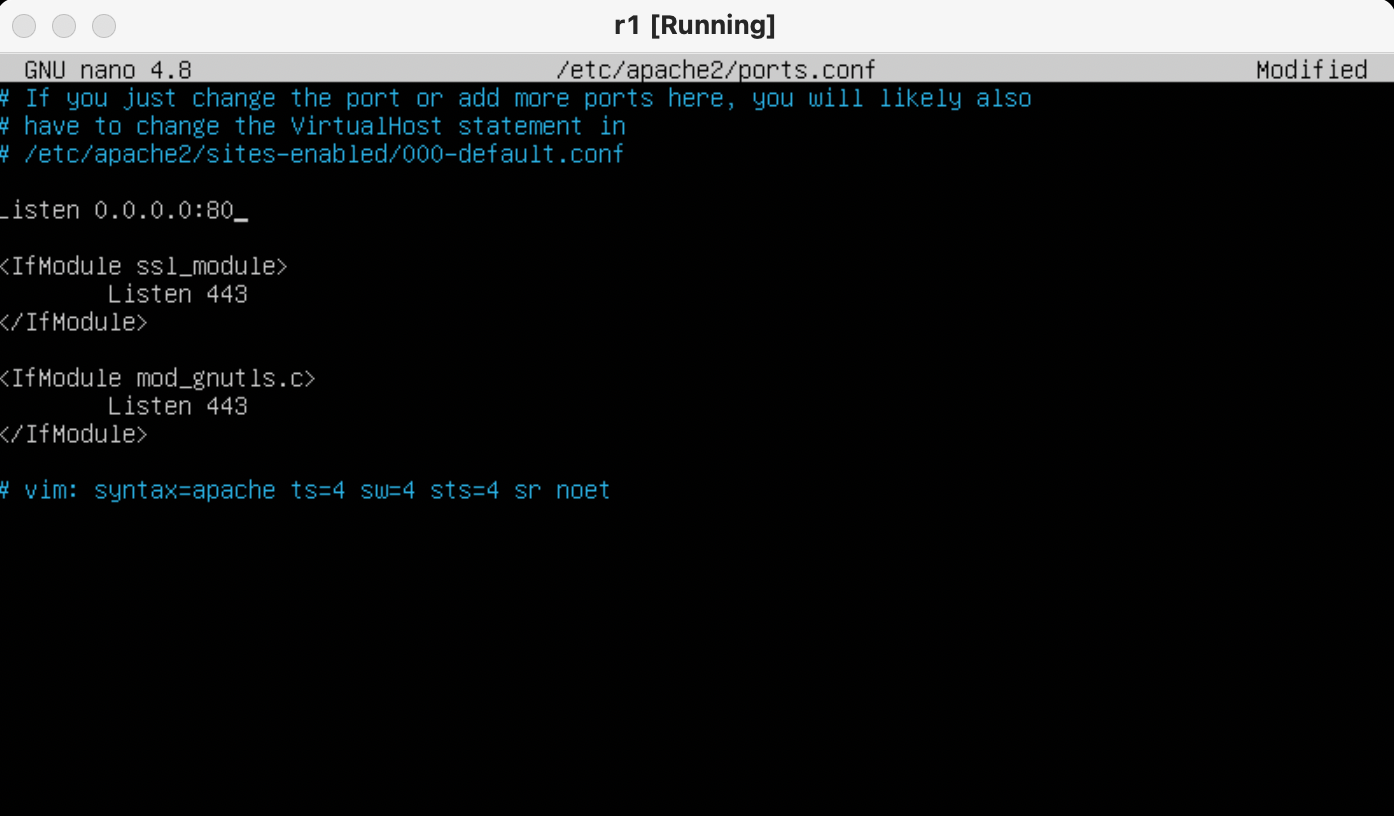 r1 [Running]
GNU nano 4.8 /etc/apache2/ports.conf Modified
# If you just change the port or add more ports here, you will likely also
# have to change the VirtualHost statement in
# /etc/apache2/sites-enabled/000-default.conf
Listen 0.0.0.0:80_
<IfModule ssl_module>
Listen 443
</IfModule>
<IfModule mod_gnutls.c>
Listen 443
</IfModule>
# vim: syntax=apache ts=4 sw=4 sts=4 sr noet